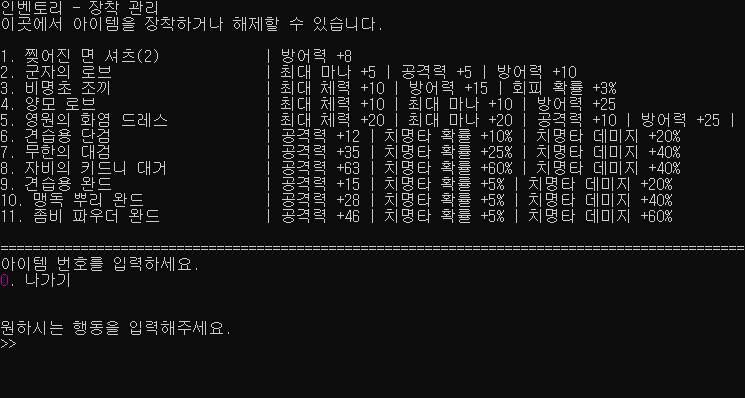 인벤토리 - 장착 관리
이곳에서 아이템을 장착하거나 해제할 수 있습니다.
1. 찢어진 면 셔츠(2) | 방어력 +8
2. 군자의 로브 | 최대 마나 +5 | 공격력 +5 | 방어력 +10
3. 비명초 조끼 | 최대 체력 +10 | 방어력 +15 | 회피 확률 +3%
4. 양모 로브 | 최대 체력 +10 | 최대 마나 +10 | 방어력 +25
5. 영원의 화염 드레스 | 최대 체력 +20 | 최대 마나 +20 | 공격력 +10 | 방어력 +25 |
6. 견습용 단검 | 공격력 +12 | 치명타 확률 +10% | 치명타 데미지 +20%
7. 무한의 대검 | 공격력 +35 | 치명타 확률 +25% | 치명타 데미지 +40%
8. 자비의 키드니 대거 | 공격력 +63 | 치명타 확률 +60% | 치명타 데미지 +40%
9. 견습용 완드 | 공격력 +15 | 치명타 확률 +5% | 치명타 데미지 +20%
10. 맹독 뿌리 완드 | 공격력 +28 | 치명타 확률 +5% | 치명타 데미지 +40%
11. 좀비 파우더 완드 | 공격력 +46 | 치명타 확률 +5% | 치명타 데미지 +60%
=============================================================================================
아이템 번호를 입력하세요.
0. 나가기
원하시는 행동을 입력해주세요.
>>